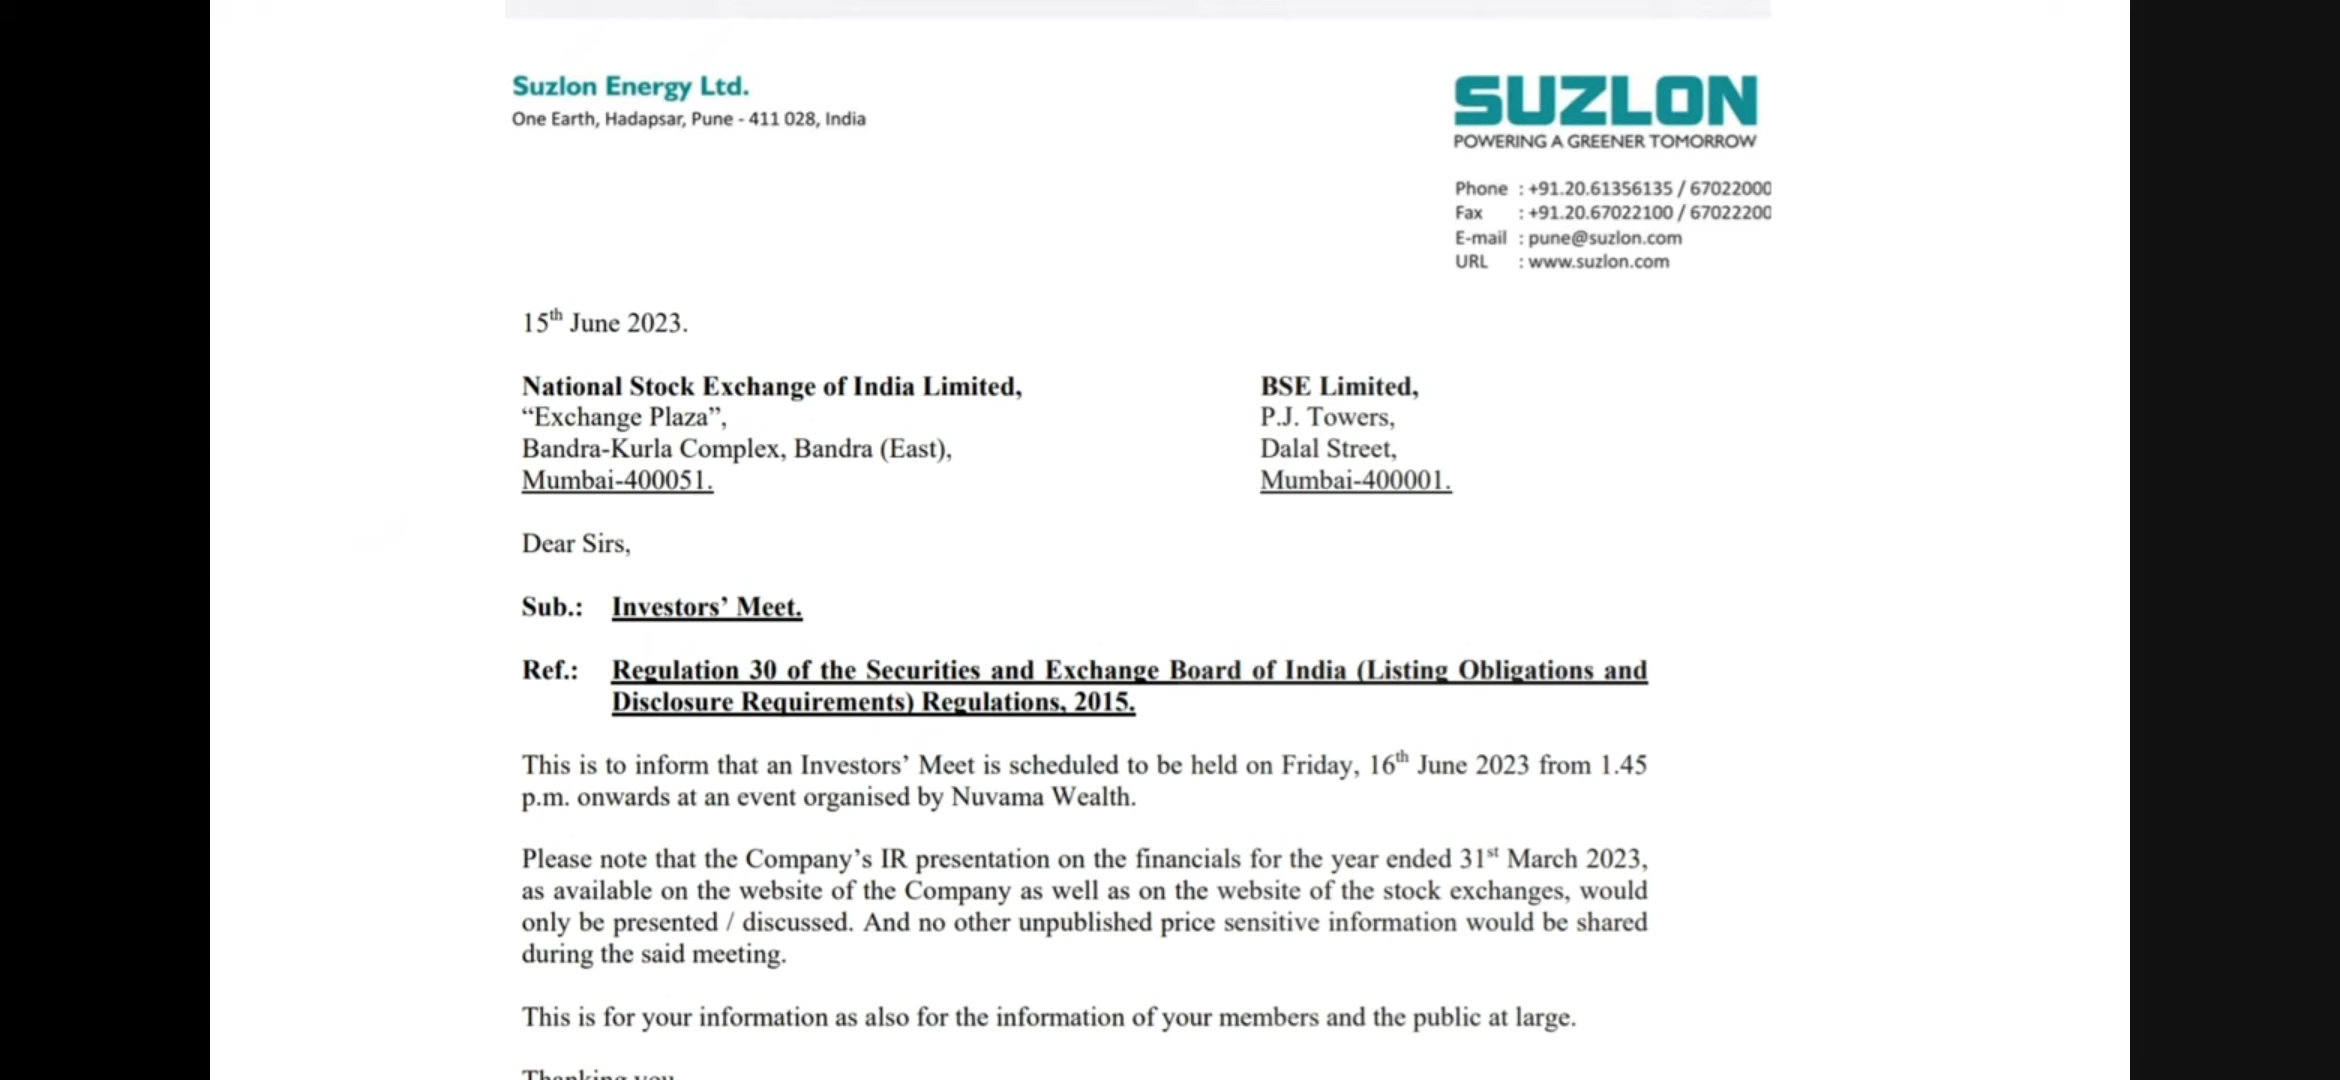 Suzlon Energy Ltd.
One Earth, Hadapsar, Pune - 411 028, India
SUZLON
POWERING A GREENER TOMORROW
Phone : +91.20.61356135 / 67022000
Fax : +91.20.67022100 / 67022200
E-mail : pune@suzlon.com
URL : www.suzlon.com
15th June 2023.
National Stock Exchange of India Limited,
“Exchange Plaza”,
Bandra-Kurla Complex, Bandra (East),
Mumbai-400051.
BSE Limited,
P.J. Towers,
Dalal Street,
Mumbai-400001.
Dear Sirs,
Sub.: Investors’ Meet.
Ref.: Regulation 30 of the Securities and Exchange Board of India (Listing Obligations and
Disclosure Requirements) Regulations, 2015.
This is to inform that an Investors’ Meet is scheduled to be held on Friday, 16th June 2023 from 1.45
p.m. onwards at an event organised by Nuvama Wealth.
Please note that the Company’s IR presentation on the financials for the year ended 31st March 2023,
as available on the website of the Company as well as on the website of the stock exchanges, would
only be presented / discussed. And no other unpublished price sensitive information would be shared
during the said meeting.
This is for your information as also for the information of your members and the public at large.
Thanking you